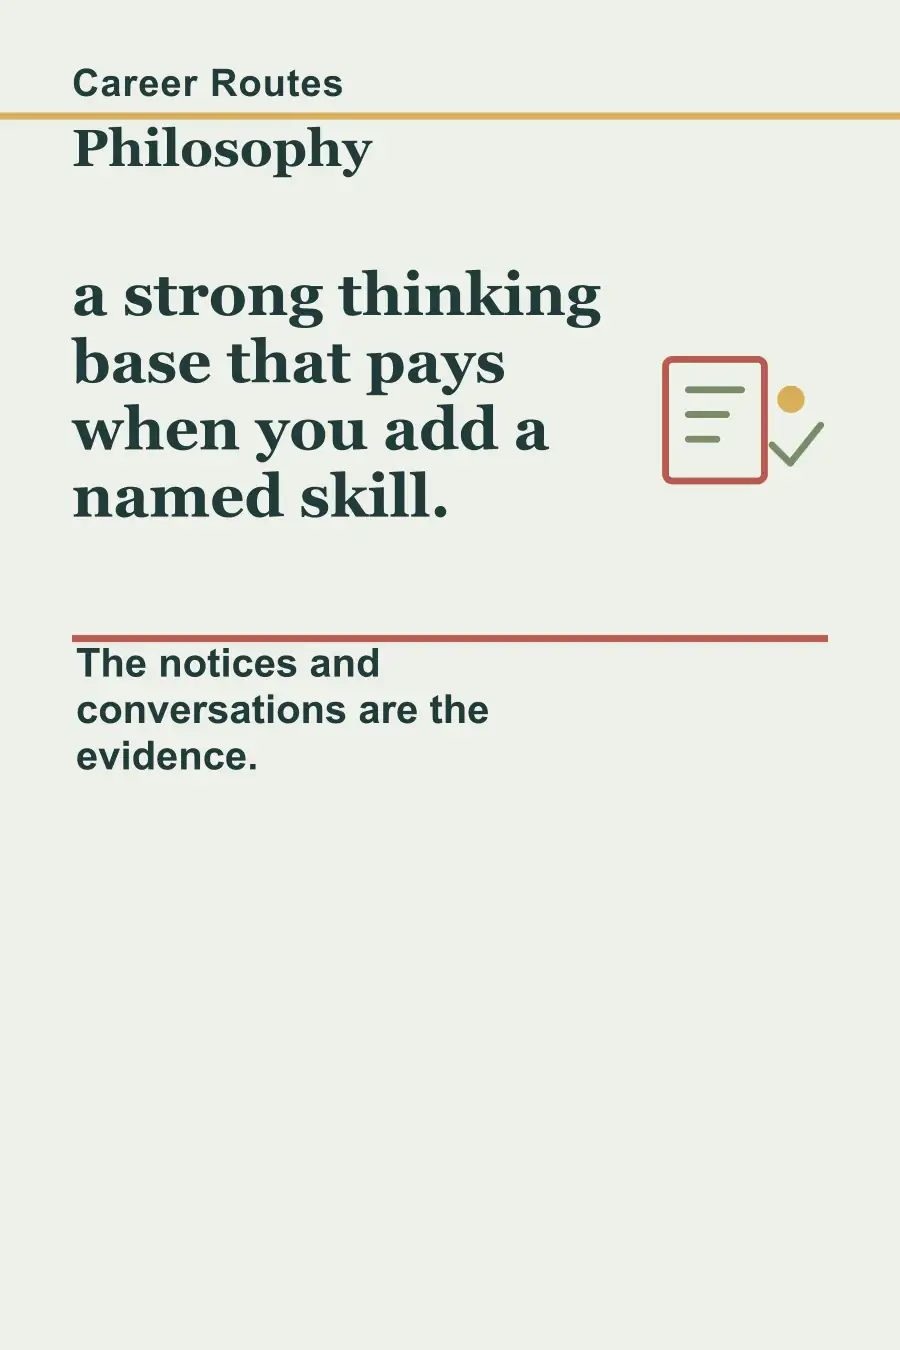 Career Routes
Philosophy
a strong thinking
base that pays
when you add a
named skill.
The notices and
conversations are the
evidence.